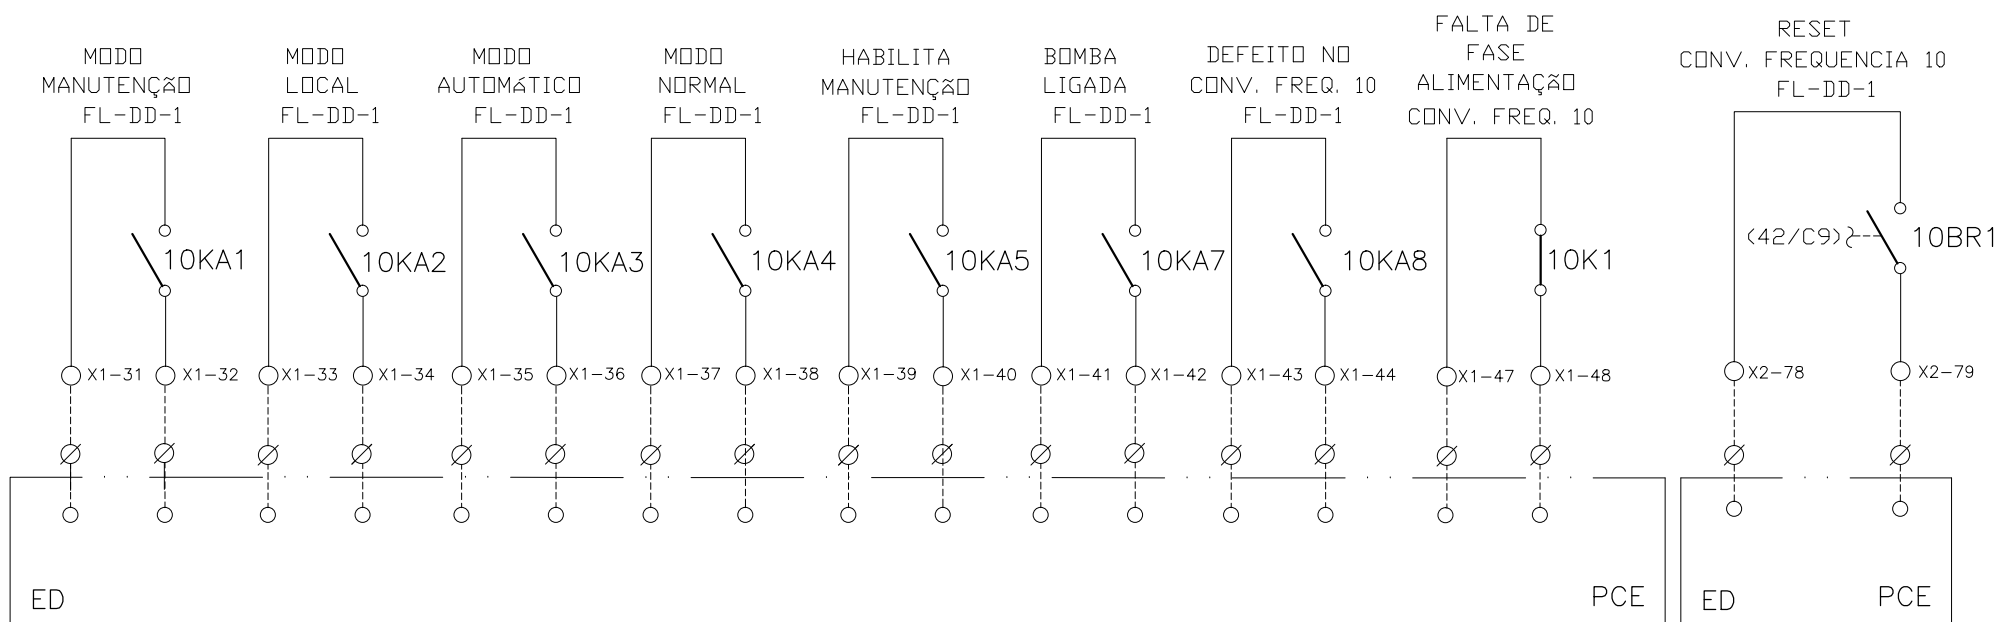 MODO
MANUTENÇÃO
FL-DD-1
MODO
LOCAL
FL-DD-1
MODO
AUTOMáTICO
FL-DD-1
MODO
NORMAL
FL-DD-1
HABILITA
MANUTENÇÃO
FL-DD-1
BOMBA
LIGADA
FL-DD-1
DEFEITO NO
CONV. FREQ. 10
FL-DD-1
FALTA DE
FASE
ALIMENTAÇÃO
CONV. FREQ. 10
RESET
CONV. FREQUENCIA 10
FL-DD-1
10KA1
10KA2
10KA3
10KA4
10KA5
10KA7
10KA8
10K1
(42/C9)
10BR1
X1-31
X1-32
X1-33
X1-34
X1-35
X1-36
X1-37
X1-38
X1-39
X1-40
X1-41
X1-42
X1-43
X1-44
X1-47
X1-48
X2-78
X2-79
ED
PCE
ED
PCE